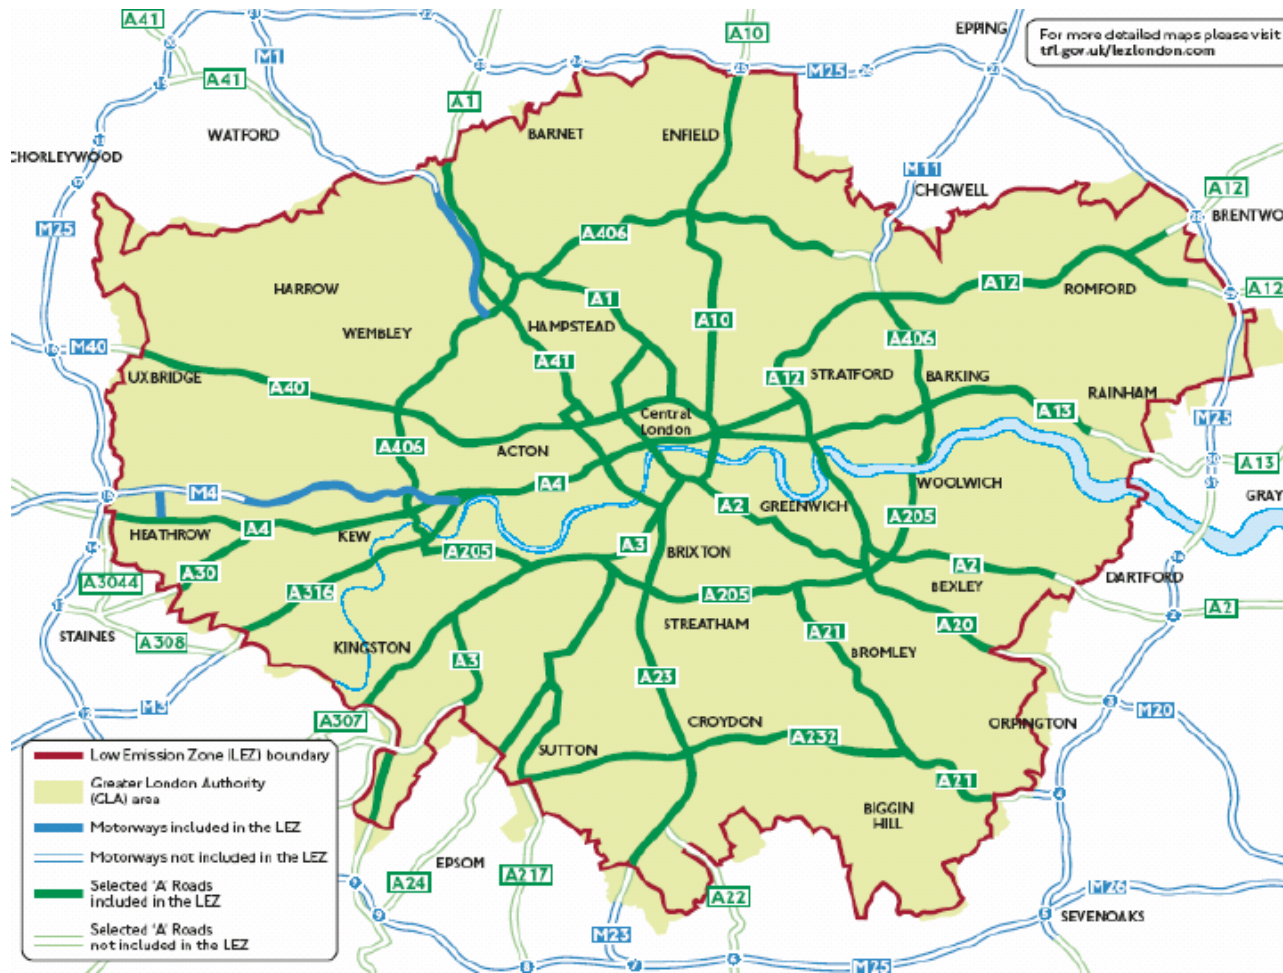 A41
A10
EPPING
For more detailed maps please visit
tfl.gov.uk/lezlondon.com
M1
A41
M25
A1
WATFORD
BARNET
ENFIELD
CHORLEYWOOD
M11
CHIGWELL
A12
BRENTWO
M25
A406
HARROW
A1
A12
ROMFORD
A12
WEMBLEY
HAMPSTEAD
A10
A406
M40
A41
UXBRIDGE
A40
A12
STRATFORD
BARKING
RAINHAM
Central
London
A13
M25
A406
ACTON
A13
M4
A4
WOOLWICH
GRAY
HEATHROW
A4
KEW
A2
GREENWICH
A205
A205
A3
BRIXTON
A2
A3044
A30
A316
A205
BEXLEY
DARTFORD
A2
STAINES
A308
STREATHAM
A21
A20
KINGSTON
A3
BROMLEY
A23
M3
A307
CROYDON
ORPINGTON
M20
SUTTON
A232
A21
BIGGIN
HILL
EPSOM
A24
A217
A22
M26
SEVENOAKS
M23
M25
Low Emission Zone (LEZ) boundary
Greater London Authority
(GLA) area
Motorways included in the LEZ
Motorways not included in the LEZ
Selected 'A' Roads
included in the LEZ
Selected 'A' Roads
not included in the LEZ